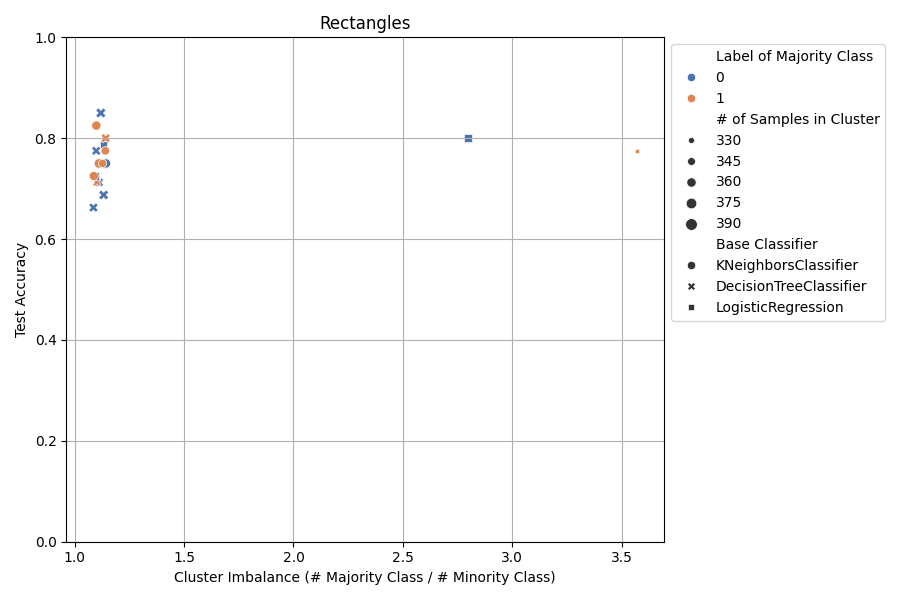 Rectangles
1.0
0.8
0.6
0.4
0.2
0.0
Test Accuracy
1.0 1.5 2.0 2.5 3.0 3.5
Cluster Imbalance (# Majority Class / # Minority Class)
Label of Majority Class
0
1
# of Samples in Cluster
330
345
360
375
390
Base Classifier
KNeighborsClassifier
DecisionTreeClassifier
LogisticRegression